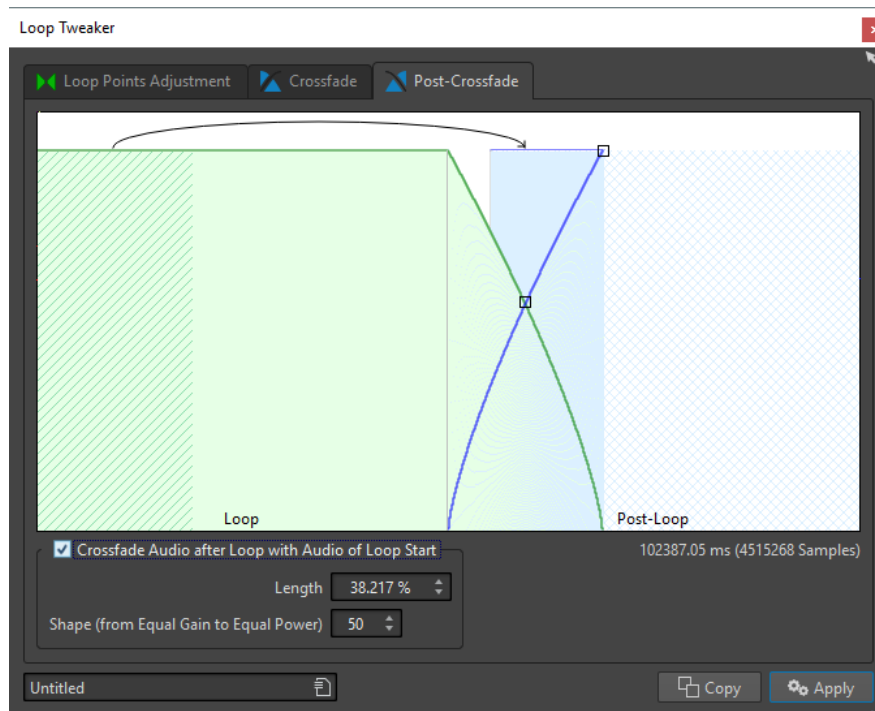 Loop Tweaker
Loop Points Adjustment
Crossfade
Post-Crossfade
Loop
Post-Loop
Crossfade Audio after Loop with Audio of Loop Start
102387.05 ms (4515268 Samples)
Length 38.217 %
Shape (from Equal Gain to Equal Power) 50
Untitled
Copy
Apply